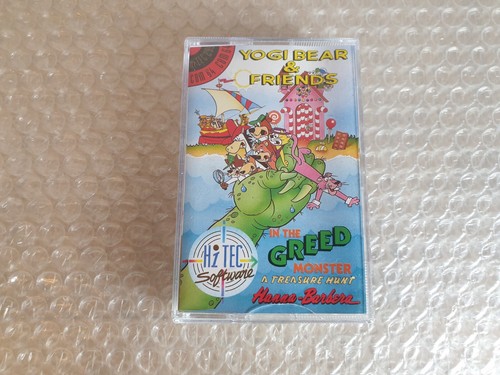 YOGI BEAR
&
FRIENDS
IN THE
GREED
MONSTER
A TREASURE HUNT
Hanna-Barbera
Hi TEC
Software